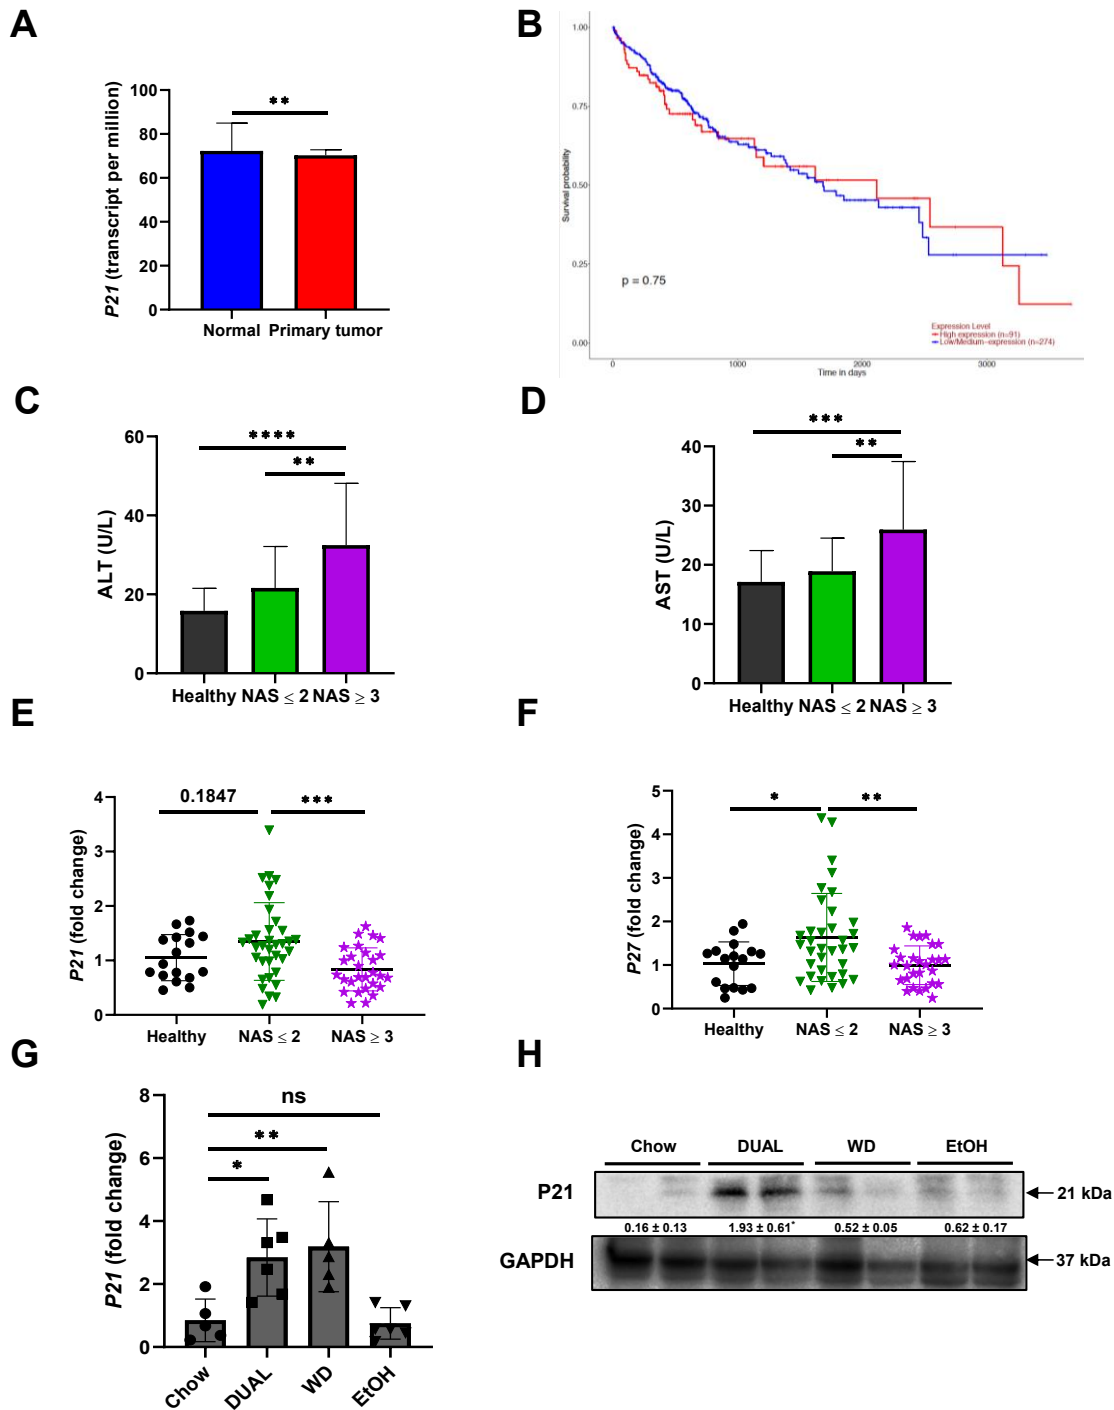 A
P21 (transcript per million)
100
80
60
40
20
0
**
Normal Primary tumor
B
Survival probability
1.00
0.75
0.50
0.25
0.00
p = 0.75
Expression Level
High expression (n=91)
Low/Medium-expression (n=274)
0 1000 2000 3000
Time in days
C
ALT (U/L)
60
40
20
0
****
**
Healthy NAS ≤ 2 NAS ≥ 3
D
AST (U/L)
40
30
20
10
0
***
**
Healthy NAS ≤ 2 NAS ≥ 3
E
P21 (fold change)
4
3
2
1
0
0.1847 ***
Healthy NAS ≤ 2 NAS ≥ 3
F
P27 (fold change)
5
4
3
2
1
0
* **
Healthy NAS ≤ 2 NAS ≥ 3
G
P21 (fold change)
8
6
4
2
0
ns
**
*
Chow DUAL WD EtOH
H
Chow DUAL WD EtOH
P21 21 kDa
0.16 ± 0.13 1.93 ± 0.61* 0.52 ± 0.05 0.62 ± 0.17
GAPDH 37 kDa